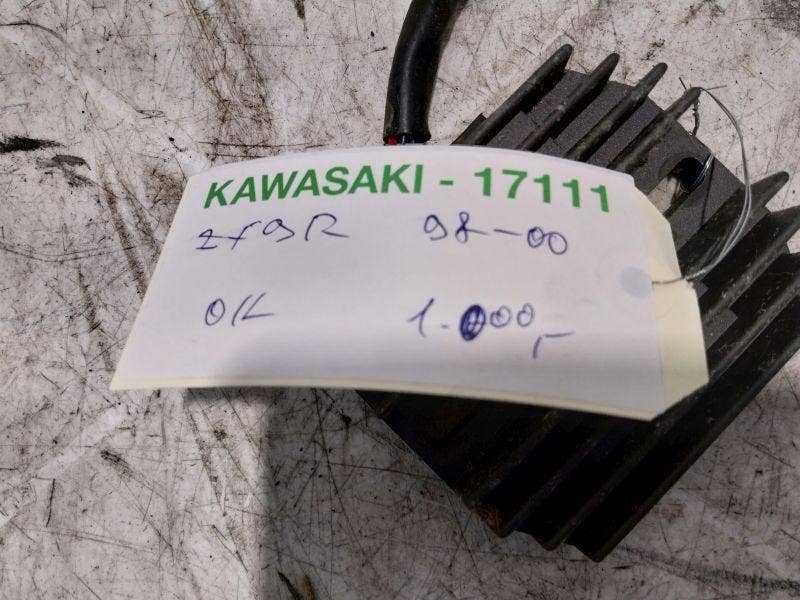 KAWASAKI - 17111
ZX9R 98-00
OK 1.000,-